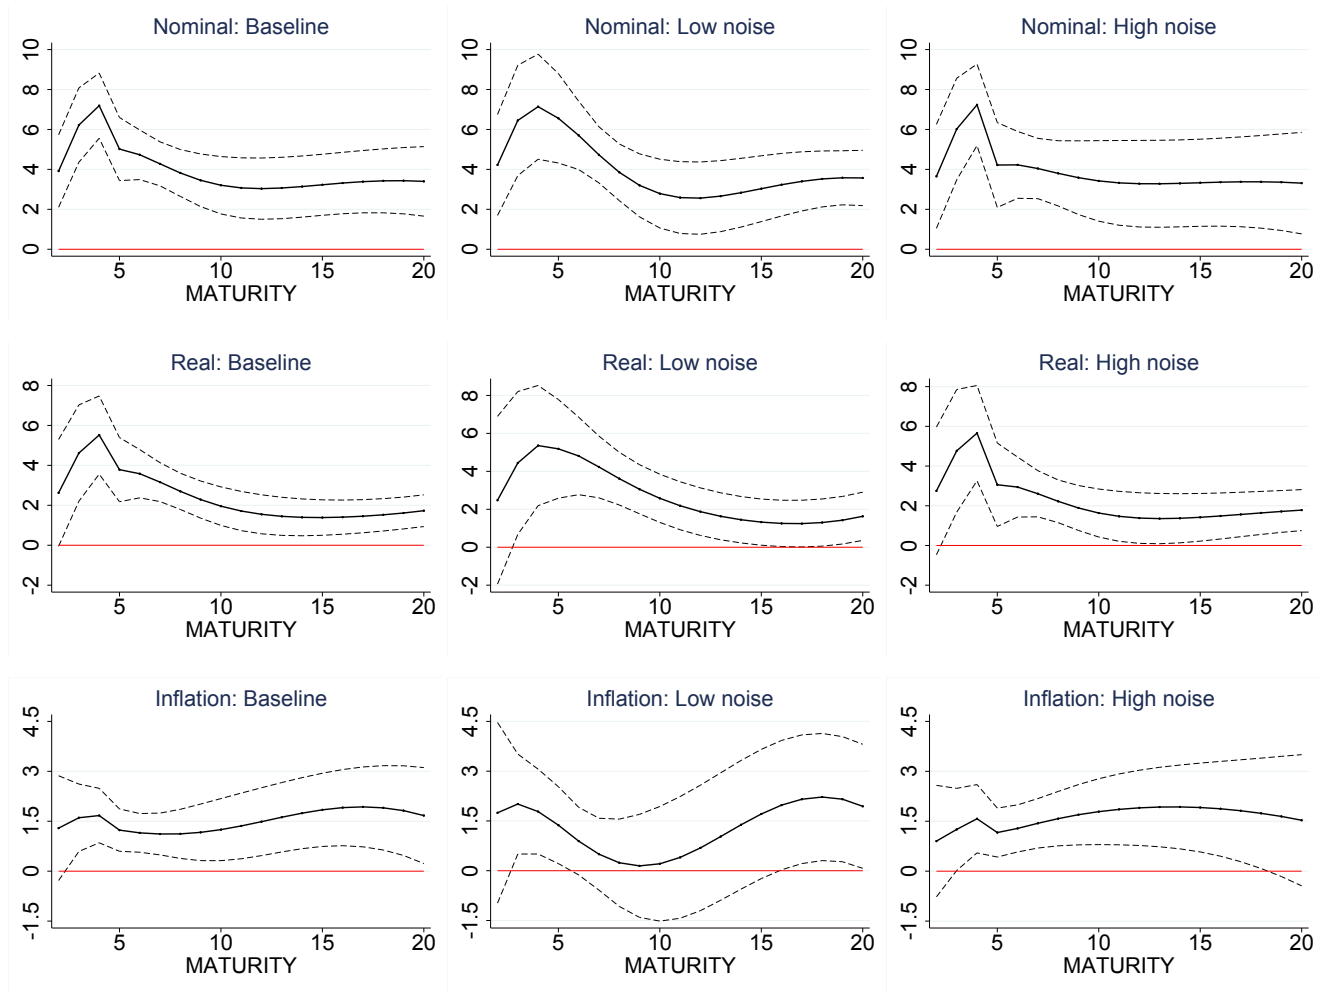 Nominal: Baseline
10
8
6
4
2
0
5 10 15 20
MATURITY
Nominal: Low noise
10
8
6
4
2
0
5 10 15 20
MATURITY
Nominal: High noise
10
8
6
4
2
0
5 10 15 20
MATURITY
Real: Baseline
8
6
4
2
0
-2
5 10 15 20
MATURITY
Real: Low noise
8
6
4
2
0
-2
5 10 15 20
MATURITY
Real: High noise
8
6
4
2
0
-2
5 10 15 20
MATURITY
Inflation: Baseline
4.5
3
1.5
0
-1.5
5 10 15 20
MATURITY
Inflation: Low noise
4.5
3
1.5
0
-1.5
5 10 15 20
MATURITY
Inflation: High noise
4.5
3
1.5
0
-1.5
5 10 15 20
MATURITY